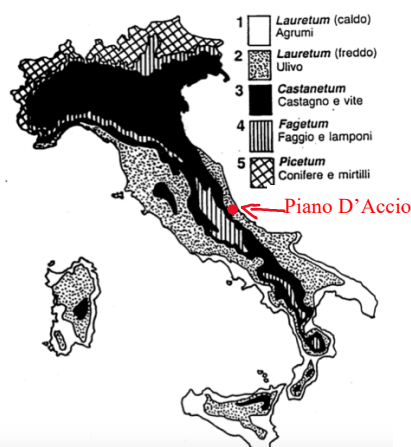 1 Lauretum (caldo)
Agrumi
2 Lauretum (freddo)
Ulivo
3 Castanetum
Castagno e vite
4 Fagetum
Faggio e lamponi
5 Picetum
Conifere e mirtilli
Piano D’Accio